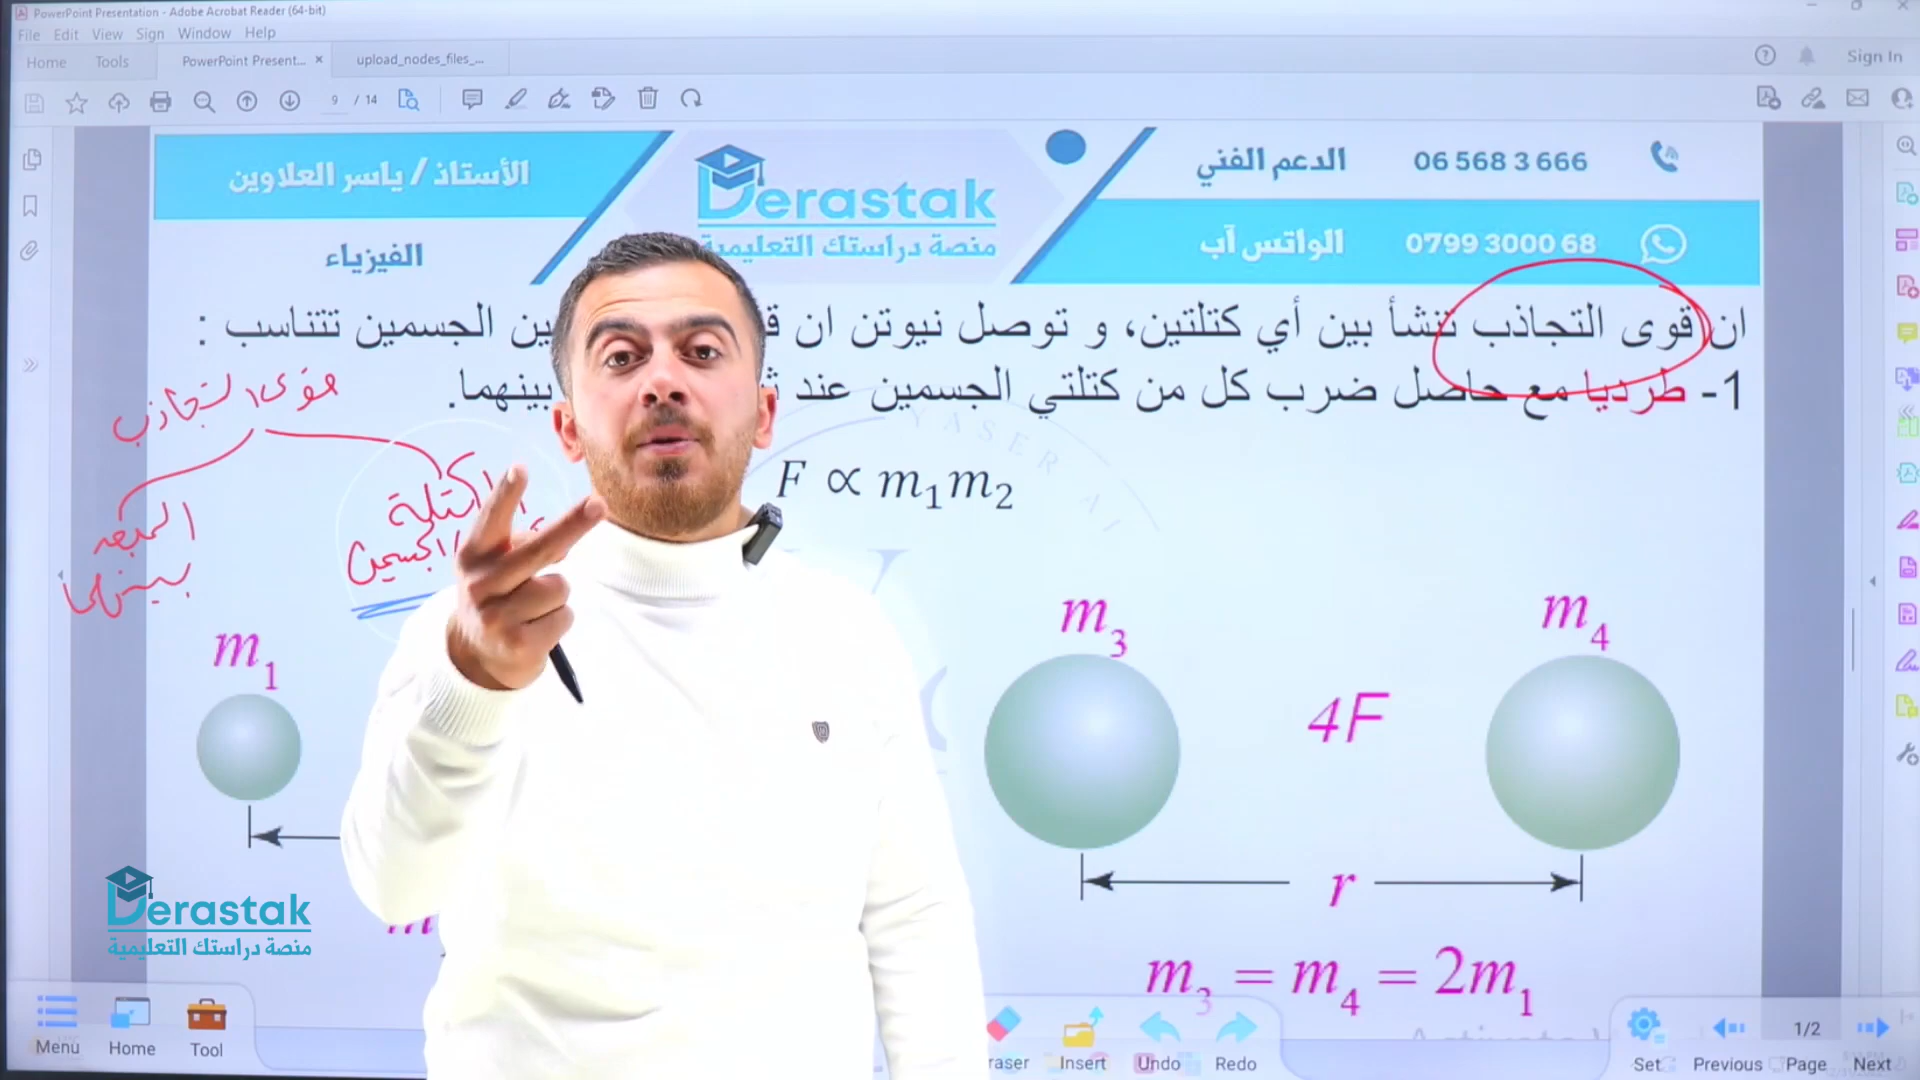 PowerPoint Presentation - Adobe Acrobat Reader (64-bit)
File Edit View Sign Window Help
Home Tools PowerPoint Present... × upload_nodes_files_...
Sign In
9 / 14
الأستاذ / ياسر العلاوين
الفيزياء
Derastak
منصة دراستك التعليمية
الدعم الفني 06 568 3 666
الواتس آب 0799 3000 68
ان قوى التجاذب تنشأ بين أي كتلتين، و توصل نيوتن ان
الجسمين تتناسب :
1- طرديا مع حاصل ضرب كل من كتلتي الجسمين عند
بينهما.
YASER Al
F ∝ m₁m₂
قوى التجاذب
الكتلة
الجسمين
المسافة
بينهما
m₁
m₃
m₄
4F
r
m₃ = m₄ = 2m₁
Derastak
منصة دراستك التعليمية
Menu Home Tool
raser Insert Undo Redo
Set Previous 1/2 Page Next